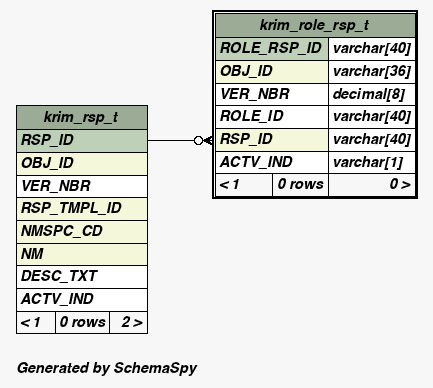 krim_role_rsp_t
ROLE_RSP_ID varchar[40]
OBJ_ID varchar[36]
VER_NBR decimal[8]
ROLE_ID varchar[40]
RSP_ID varchar[40]
ACTV_IND varchar[1]
< 1 0 rows 0 >
krim_rsp_t
RSP_ID
OBJ_ID
VER_NBR
RSP_TMPL_ID
NMSPC_CD
NM
DESC_TXT
ACTV_IND
< 1 0 rows 2 >
Generated by SchemaSpy